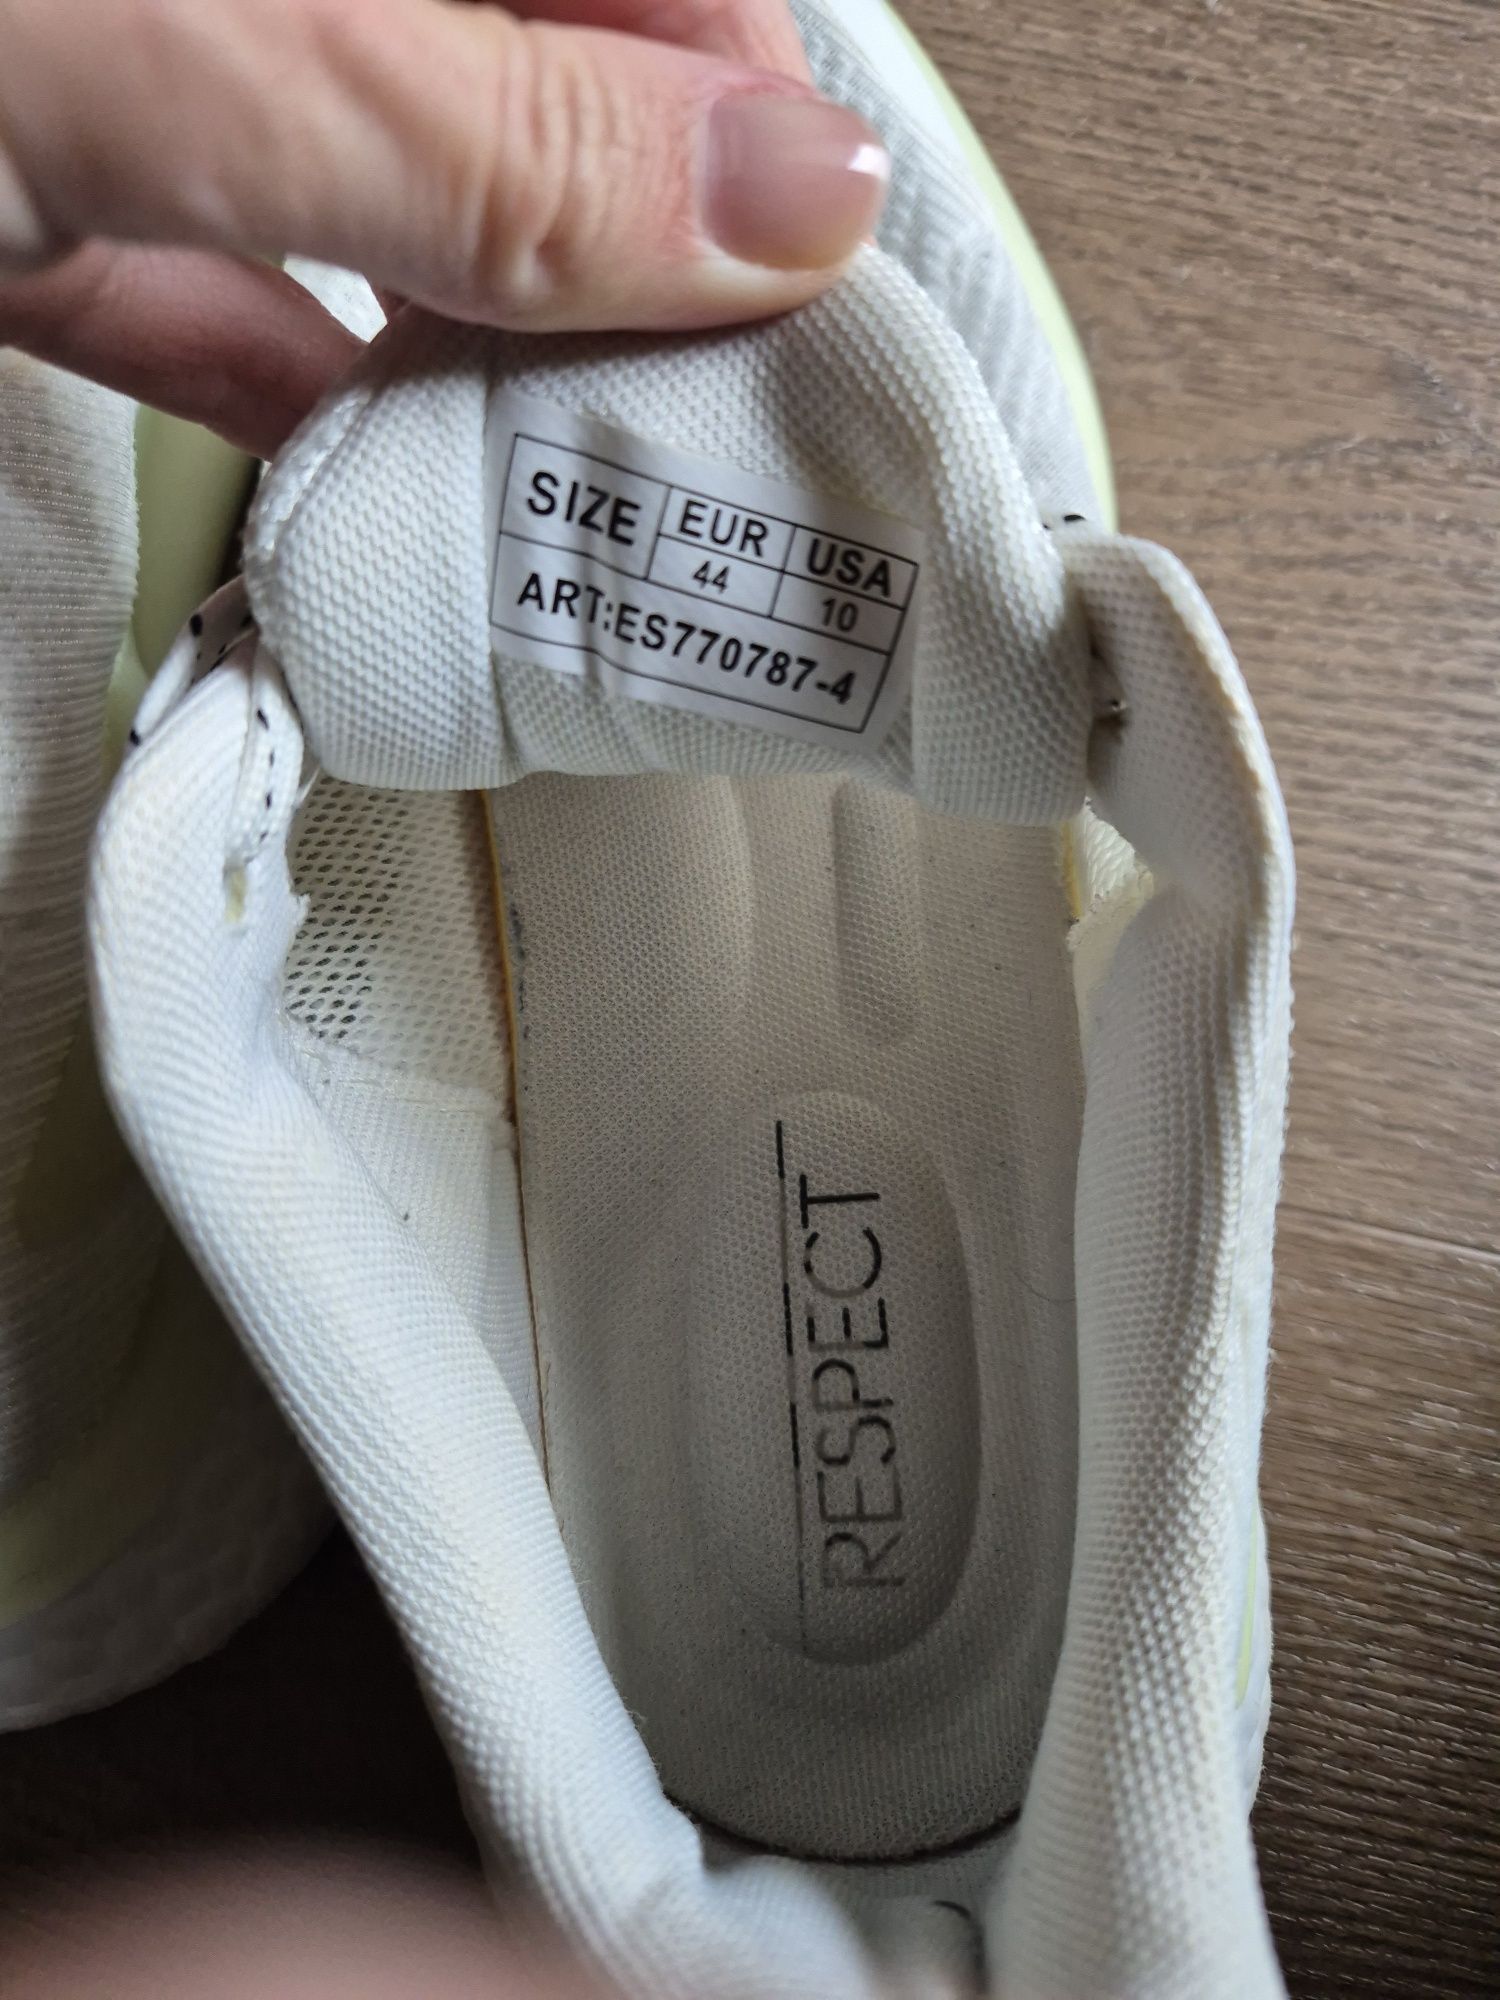 SIZE EUR USA
44 10
ART:ES770787-4
RESPECT